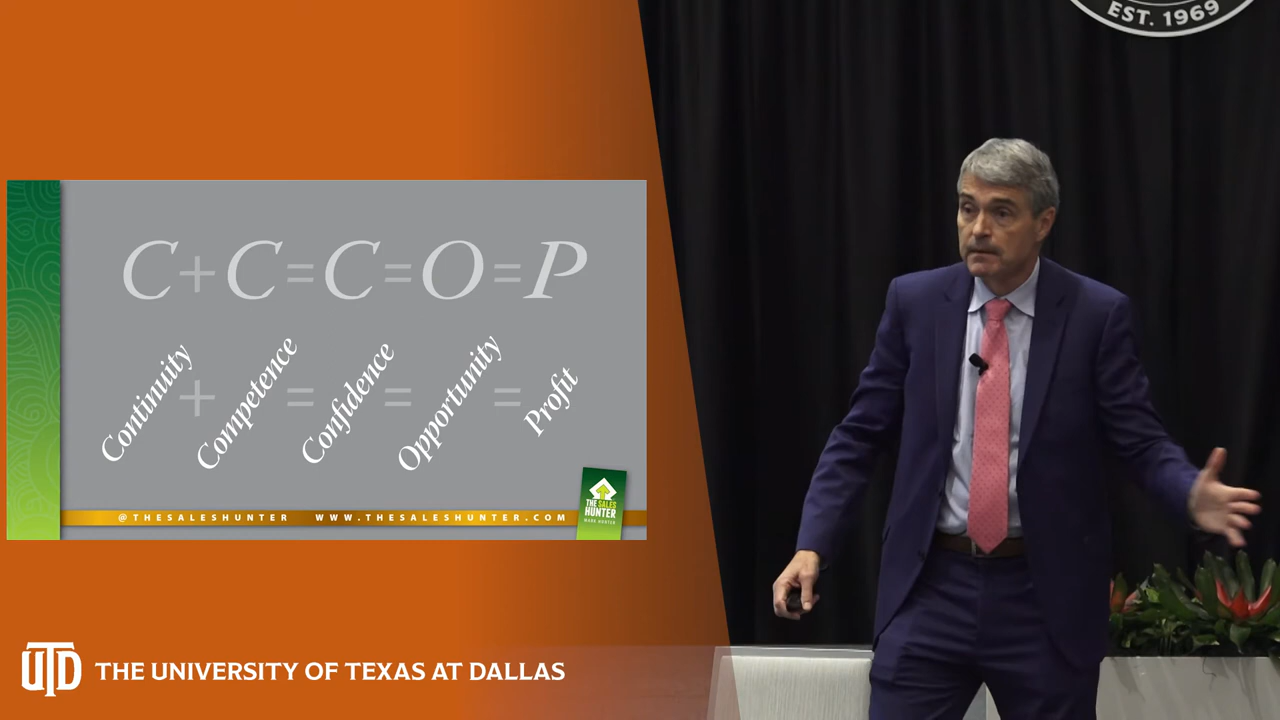 EST. 1969
C+C=C=O=P
Continuity + Competence = Confidence = Opportunity = Profit
@THESALESHUNTER WWW.THESALESHUNTER.COM
THE SALES
HUNTER
MARK HUNTER
UTD THE UNIVERSITY OF TEXAS AT DALLAS